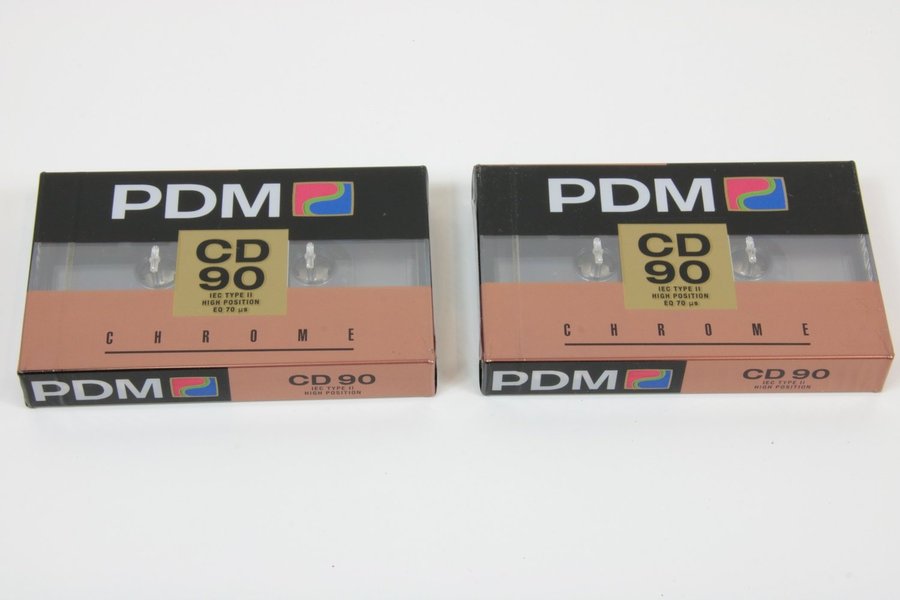 PDM
CD
90
IEC TYPE II
HIGH POSITION
EQ 70 µs
CHROME
PDM
CD 90
IEC TYPE II
HIGH POSITION
PDM
CD
90
IEC TYPE II
HIGH POSITION
EQ 70 µs
CHROME
PDM
CD 90
IEC TYPE II
HIGH POSITION